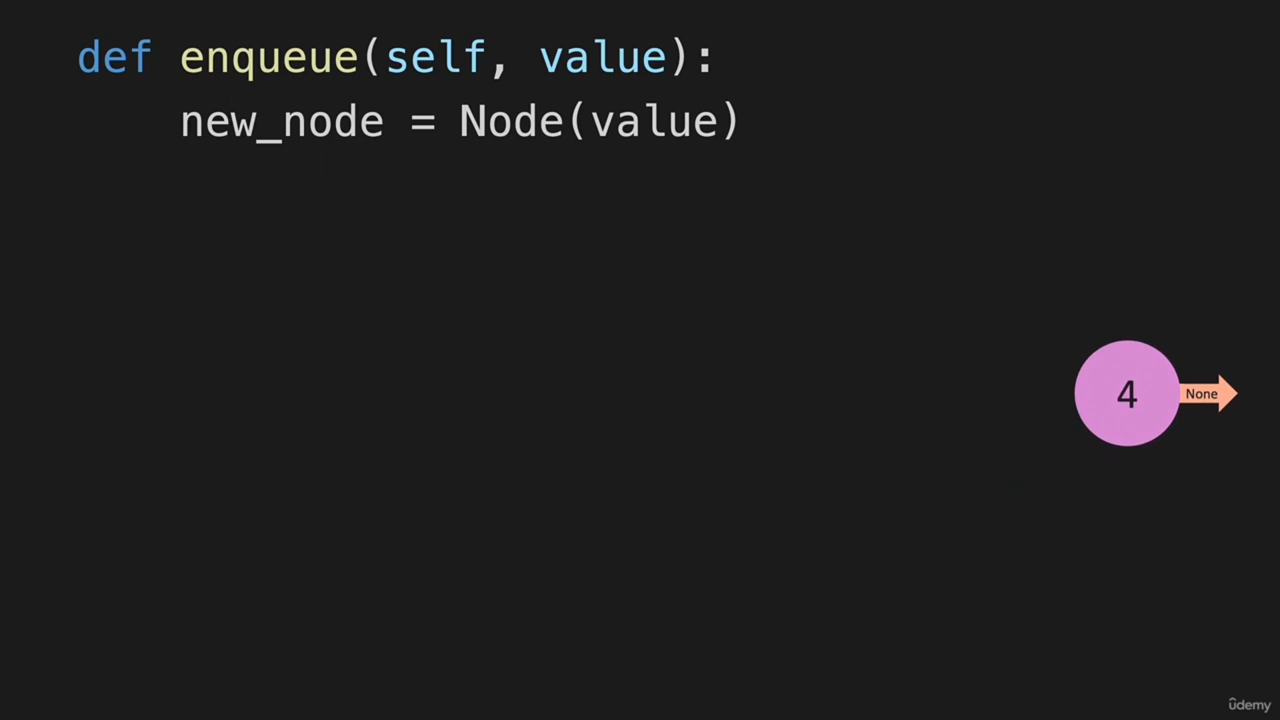 def enqueue(self, value):
    new_node = Node(value)
4
None
ûdemy